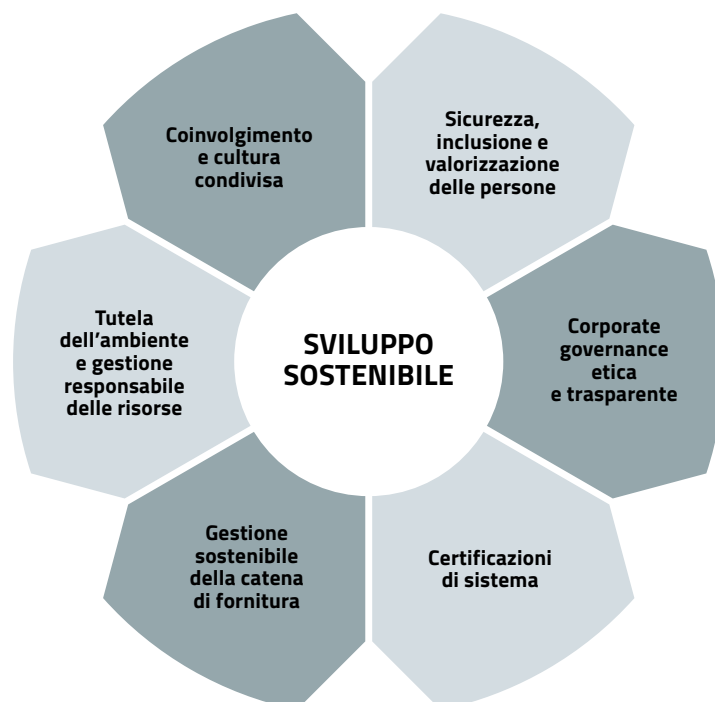 Coinvolgimento
e cultura
condivisa
Sicurezza,
inclusione e
valorizzazione
delle persone
Tutela
dell'ambiente
e gestione
responsabile
delle risorse
SVILUPPO
SOSTENIBILE
Corporate
governance
etica
e trasparente
Gestione
sostenibile
della catena
di fornitura
Certificazioni
di sistema